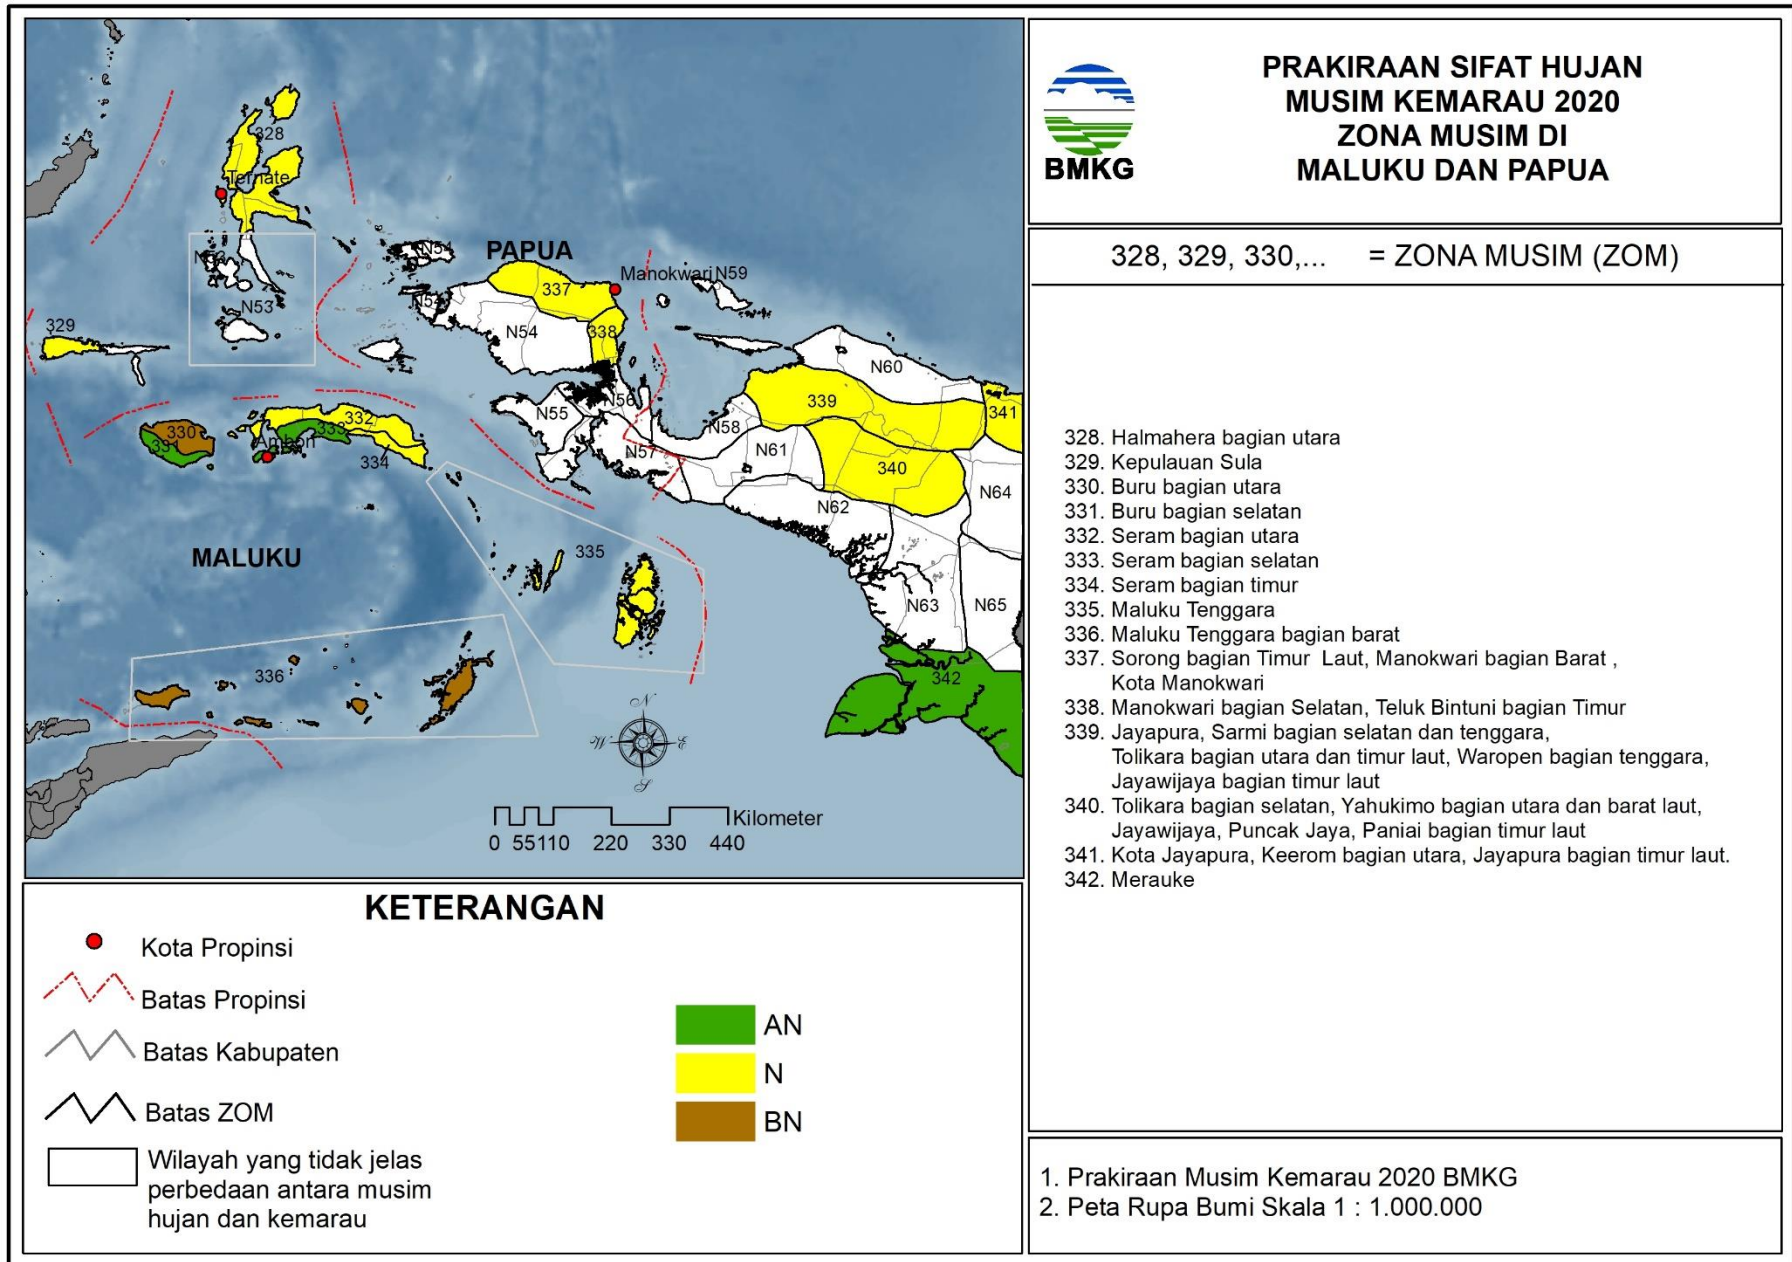 PRAKIRAAN SIFAT HUJAN
MUSIM KEMARAU 2020
ZONA MUSIM DI
MALUKU DAN PAPUA
BMKG
328, 329, 330,... = ZONA MUSIM (ZOM)
328. Halmahera bagian utara
329. Kepulauan Sula
330. Buru bagian utara
331. Buru bagian selatan
332. Seram bagian utara
333. Seram bagian selatan
334. Seram bagian timur
335. Maluku Tenggara
336. Maluku Tenggara bagian barat
337. Sorong bagian Timur Laut, Manokwari bagian Barat ,
Kota Manokwari
338. Manokwari bagian Selatan, Teluk Bintuni bagian Timur
339. Jayapura, Sarmi bagian selatan dan tenggara,
Tolikara bagian utara dan timur laut, Waropen bagian tenggara,
Jayawijaya bagian timur laut
340. Tolikara bagian selatan, Yahukimo bagian utara dan barat laut,
Jayawijaya, Puncak Jaya, Paniai bagian timur laut
341. Kota Jayapura, Keerom bagian utara, Jayapura bagian timur laut.
342. Merauke
1. Prakiraan Musim Kemarau 2020 BMKG
2. Peta Rupa Bumi Skala 1 : 1.000.000
328
Ternate
N53
N53
329
N54
PAPUA
Manokwari
N59
337
N54
N54
338
N60
339
341
330
331
332
333
Ambon
334
N55
N56
N57
N58
N61
340
N62
N64
MALUKU
335
N63
N65
336
342
N
W
E
S
Kilometer
0 55 110 220 330 440
KETERANGAN
Kota Propinsi
Batas Propinsi
Batas Kabupaten
Batas ZOM
Wilayah yang tidak jelas
perbedaan antara musim
hujan dan kemarau
AN
N
BN